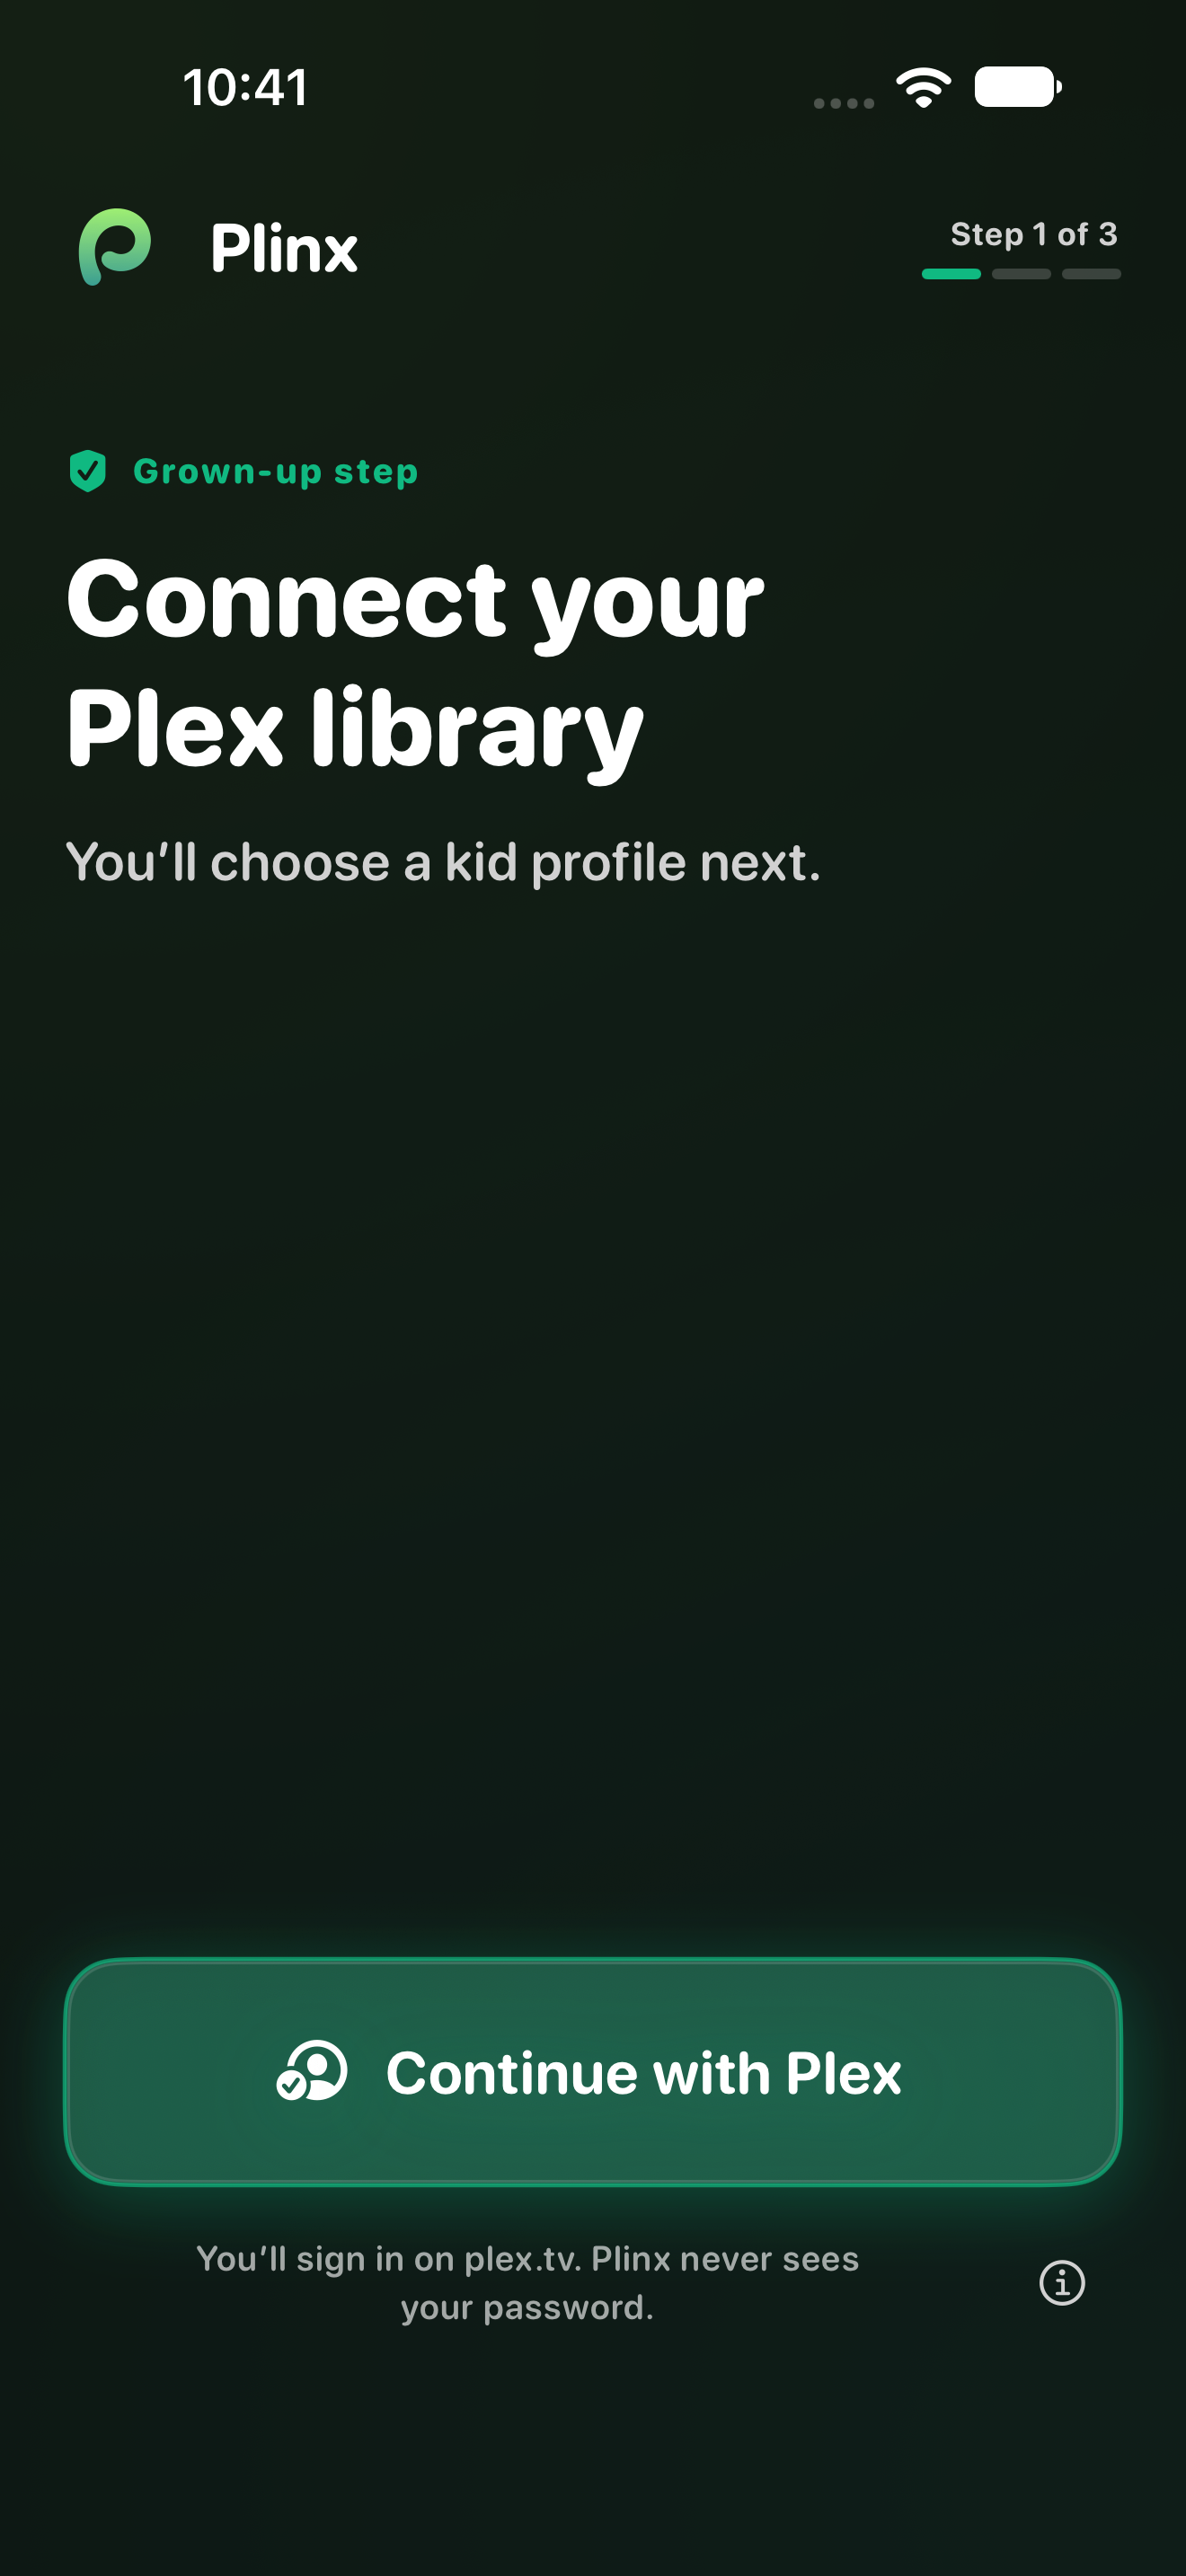 10:41
Plinx
Step 1 of 3
Grown-up step
Connect your
Plex library
You’ll choose a kid profile next.
Continue with Plex
You’ll sign in on plex.tv. Plinx never sees
your password.